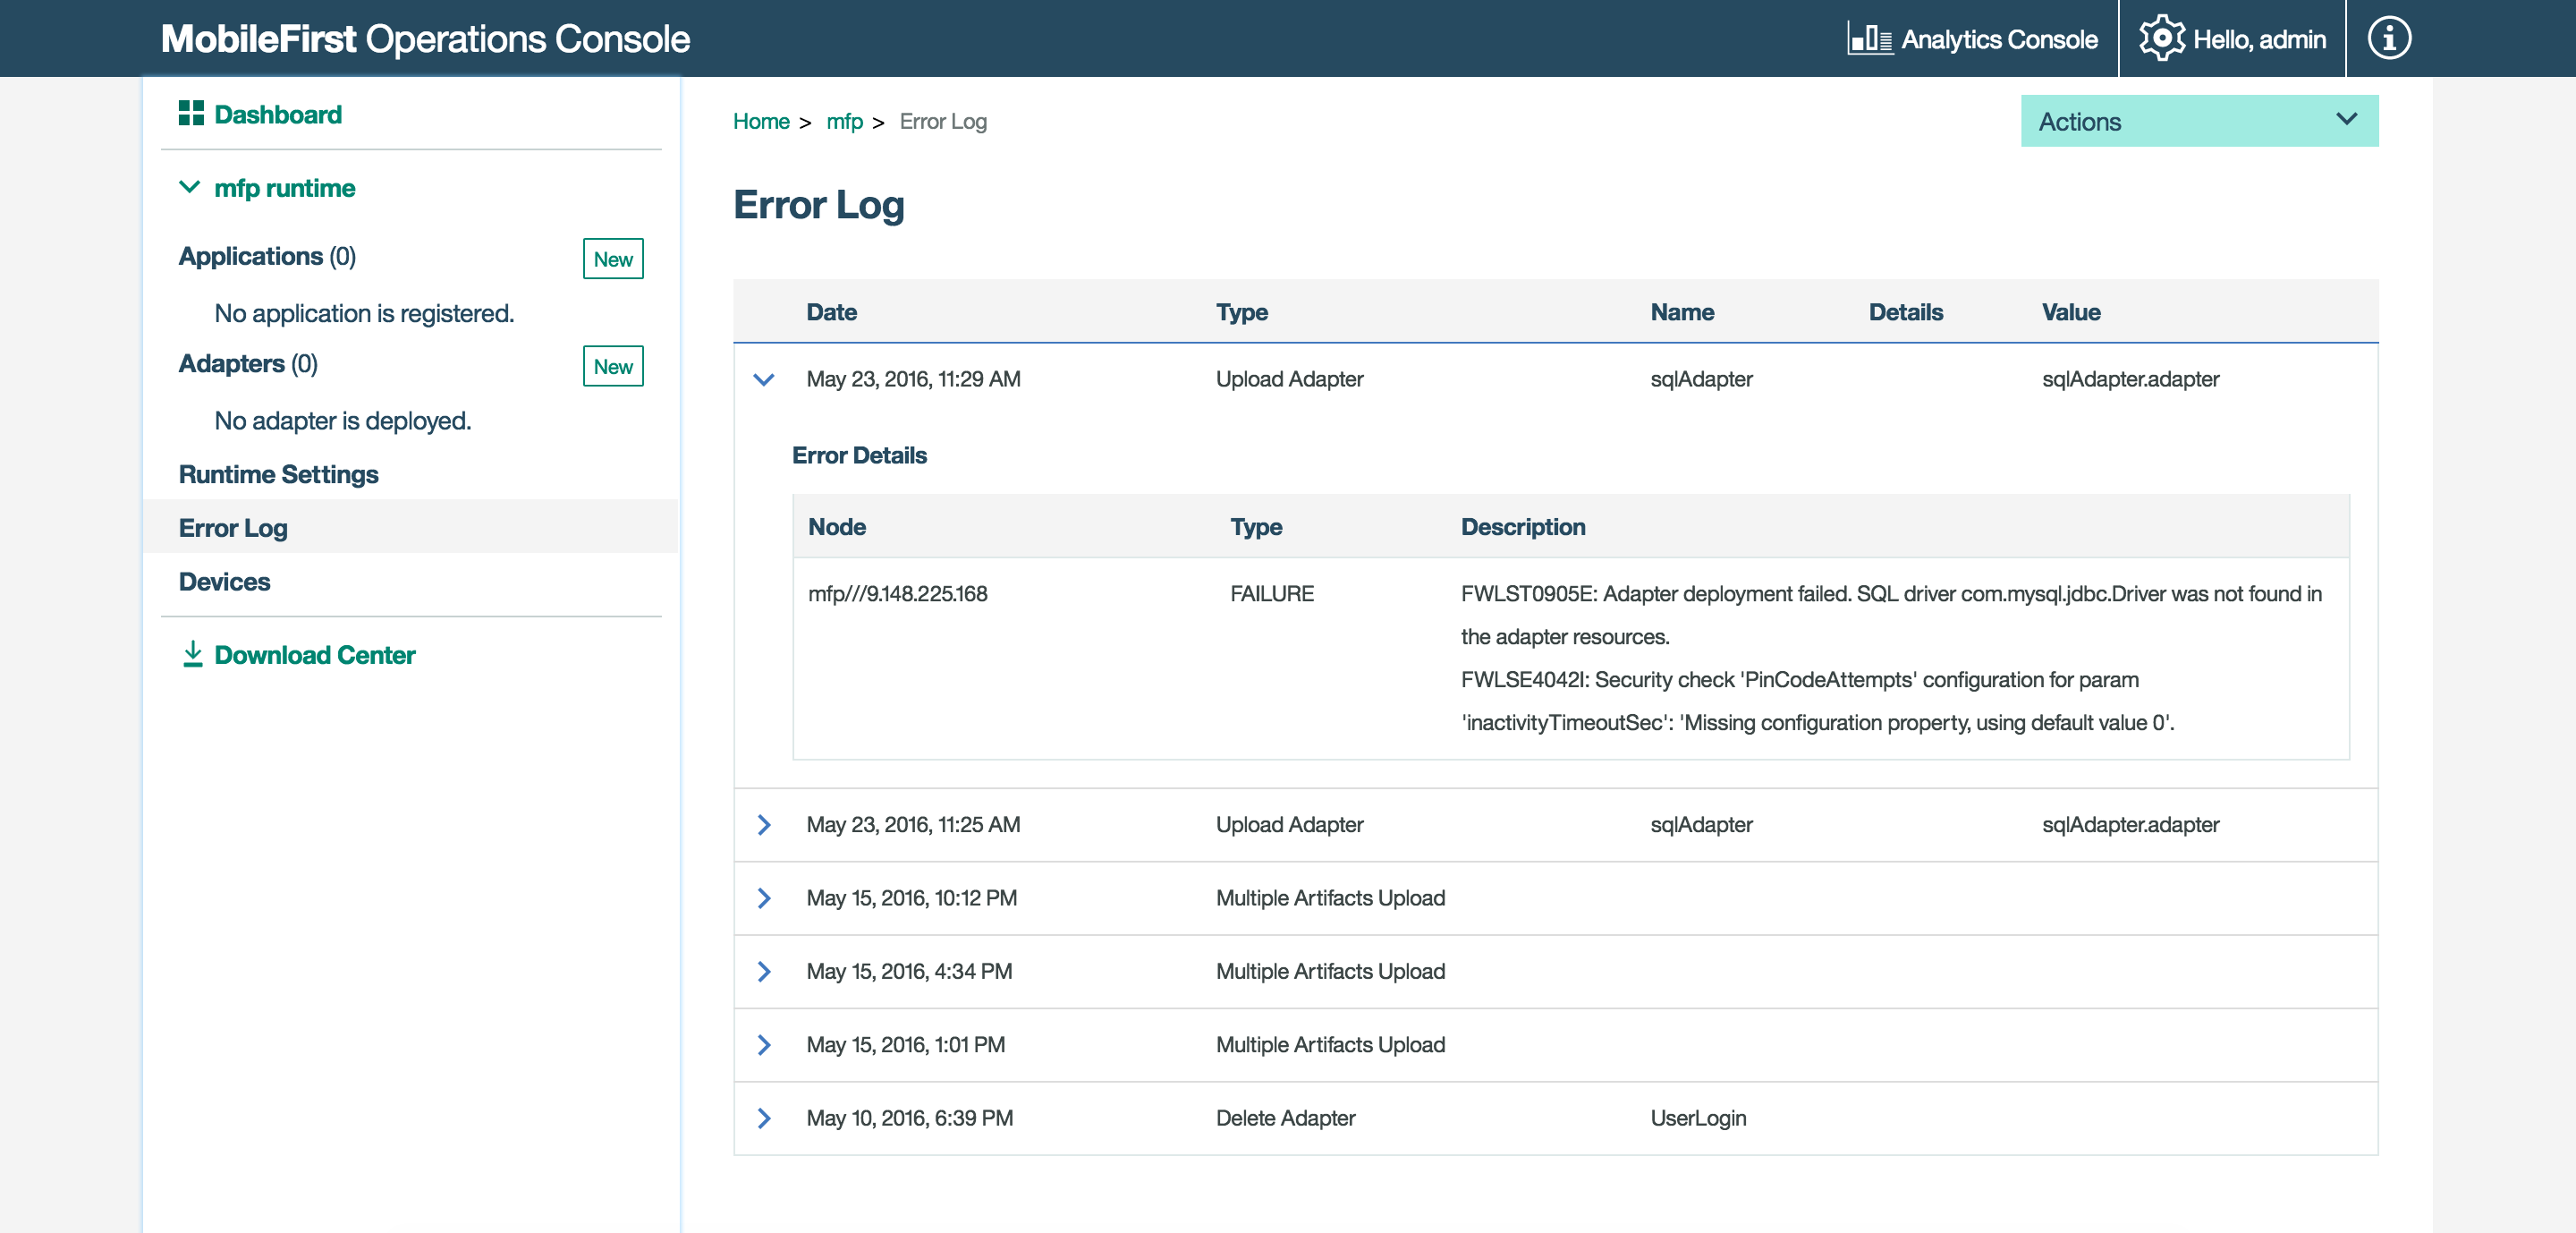 MobileFirst Operations Console
Analytics Console
Hello, admin
Dashboard
mfp runtime
Applications (0)
New
No application is registered.
Adapters (0)
New
No adapter is deployed.
Runtime Settings
Error Log
Devices
Download Center
Home > mfp > Error Log
Actions
Error Log
Date Type Name Details Value
May 23, 2016, 11:29 AM Upload Adapter sqlAdapter sqlAdapter.adapter
Error Details
Node Type Description
mfp///9.148.225.168 FAILURE FWLST0905E: Adapter deployment failed. SQL driver com.mysql.jdbc.Driver was not found in
the adapter resources.
FWLSE4042I: Security check 'PinCodeAttempts' configuration for param
'inactivityTimeoutSec': 'Missing configuration property, using default value 0'.
May 23, 2016, 11:25 AM Upload Adapter sqlAdapter sqlAdapter.adapter
May 15, 2016, 10:12 PM Multiple Artifacts Upload
May 15, 2016, 4:34 PM Multiple Artifacts Upload
May 15, 2016, 1:01 PM Multiple Artifacts Upload
May 10, 2016, 6:39 PM Delete Adapter UserLogin